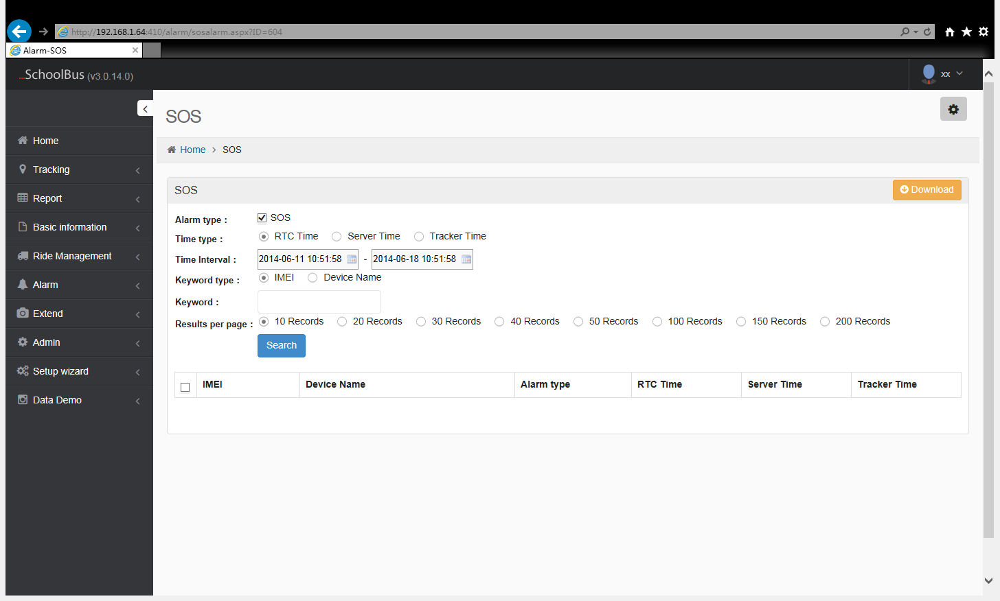 http://192.168.1.64:410/alarm/sosalarm.aspx?ID=604
Alarm-SOS
...SchoolBus (v3.0.14.0)
xx
SOS
Home
Home > SOS
Tracking
Report
SOS
Download
Basic information
Alarm type :
SOS
Time type :
RTC Time
Server Time
Tracker Time
Ride Management
Time Interval :
2014-06-11 10:51:58 - 2014-06-18 10:51:58
Alarm
Keyword type :
IMEI
Device Name
Keyword :
Extend
Results per page :
10 Records
20 Records
30 Records
40 Records
50 Records
100 Records
150 Records
200 Records
Admin
Search
Setup wizard
IMEI
Device Name
Alarm type
RTC Time
Server Time
Tracker Time
Data Demo